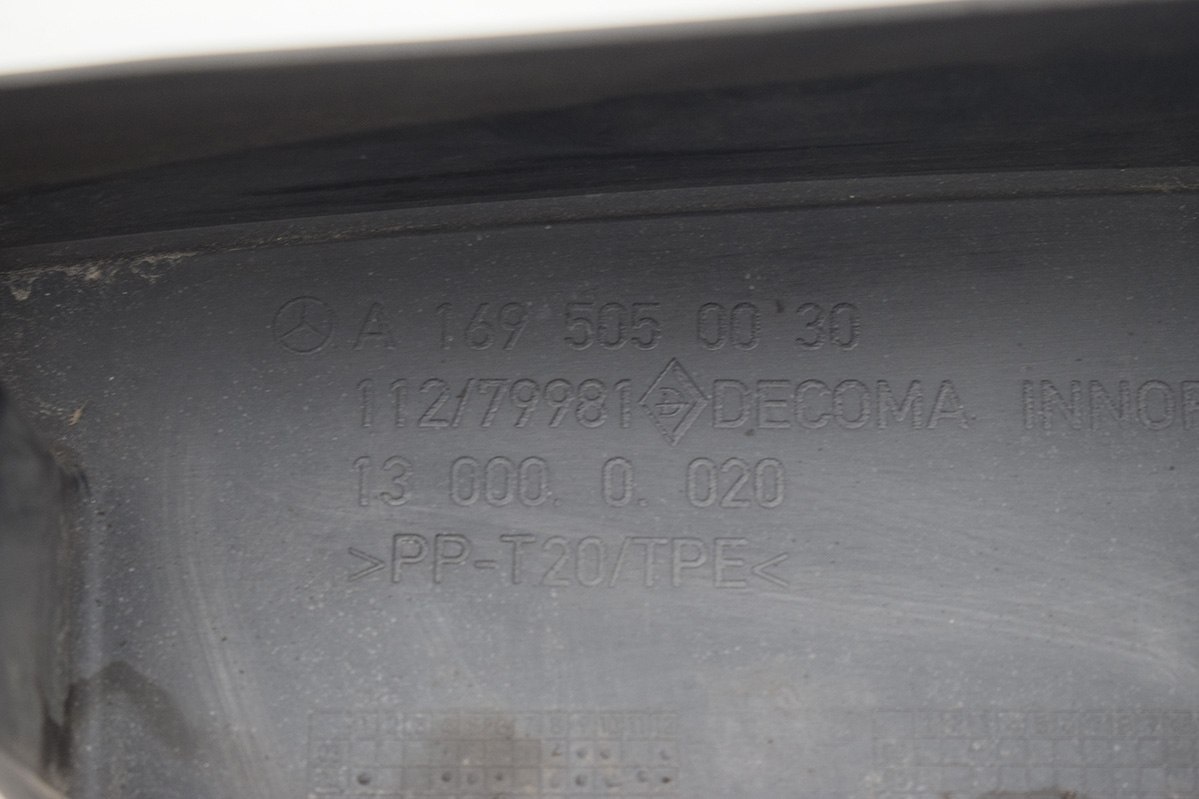 A 169 505 00 30
112/79981 DECOMA INNO
13 000. 0. 020
>PP-T20/TPE<